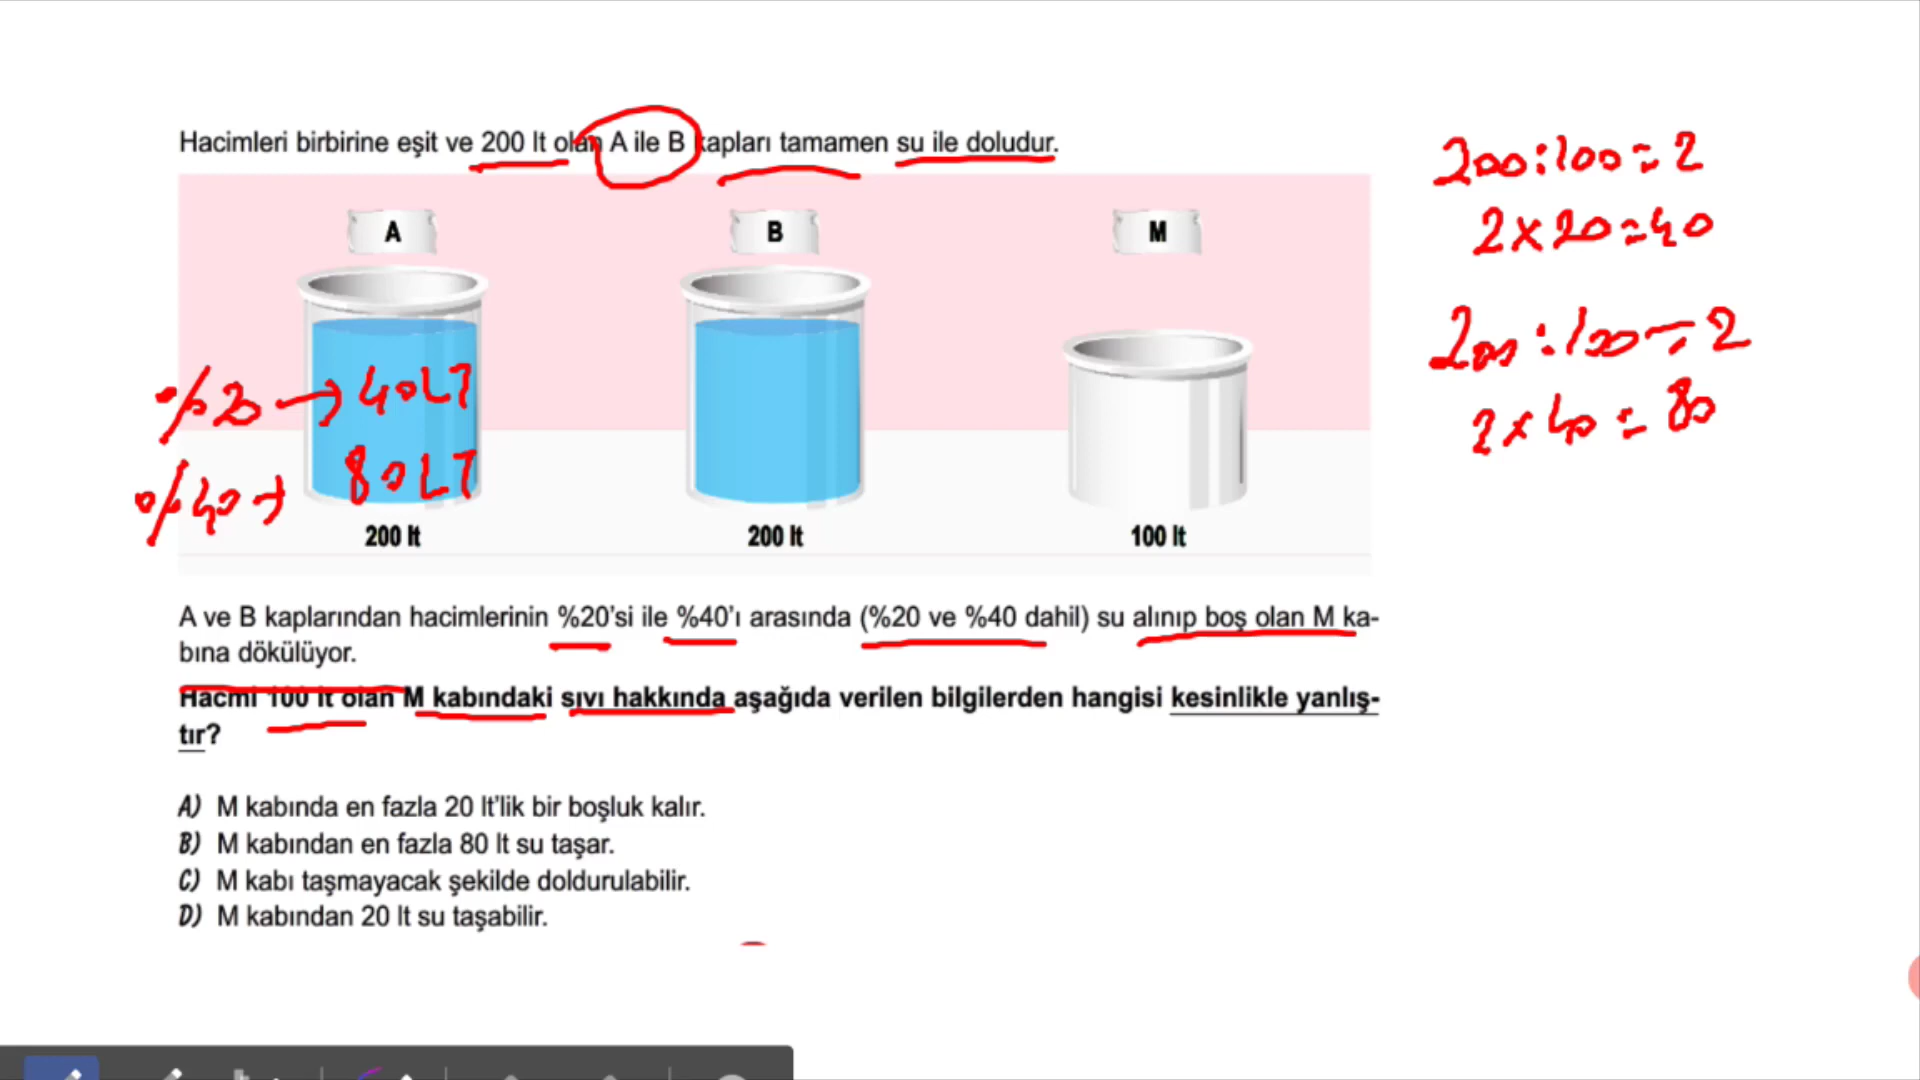 Hacimleri birbirine eşit ve 200 lt olan A ile B kapları tamamen su ile doludur.
200:100=2
2x20=40
A
B
M
200:100=2
2x40=80
%20→40LT
%40→80LT
200 lt
200 lt
100 lt
A ve B kaplarından hacimlerinin %20’si ile %40’ı arasında (%20 ve %40 dahil) su alınıp boş olan M ka-
bına dökülüyor.
Hacmi 100 lt olan M kabındaki sıvı hakkında aşağıda verilen bilgilerden hangisi kesinlikle yanlış-
tır?
A) M kabında en fazla 20 lt’lik bir boşluk kalır.
B) M kabından en fazla 80 lt su taşar.
C) M kabı taşmayacak şekilde doldurulabilir.
D) M kabından 20 lt su taşabilir.